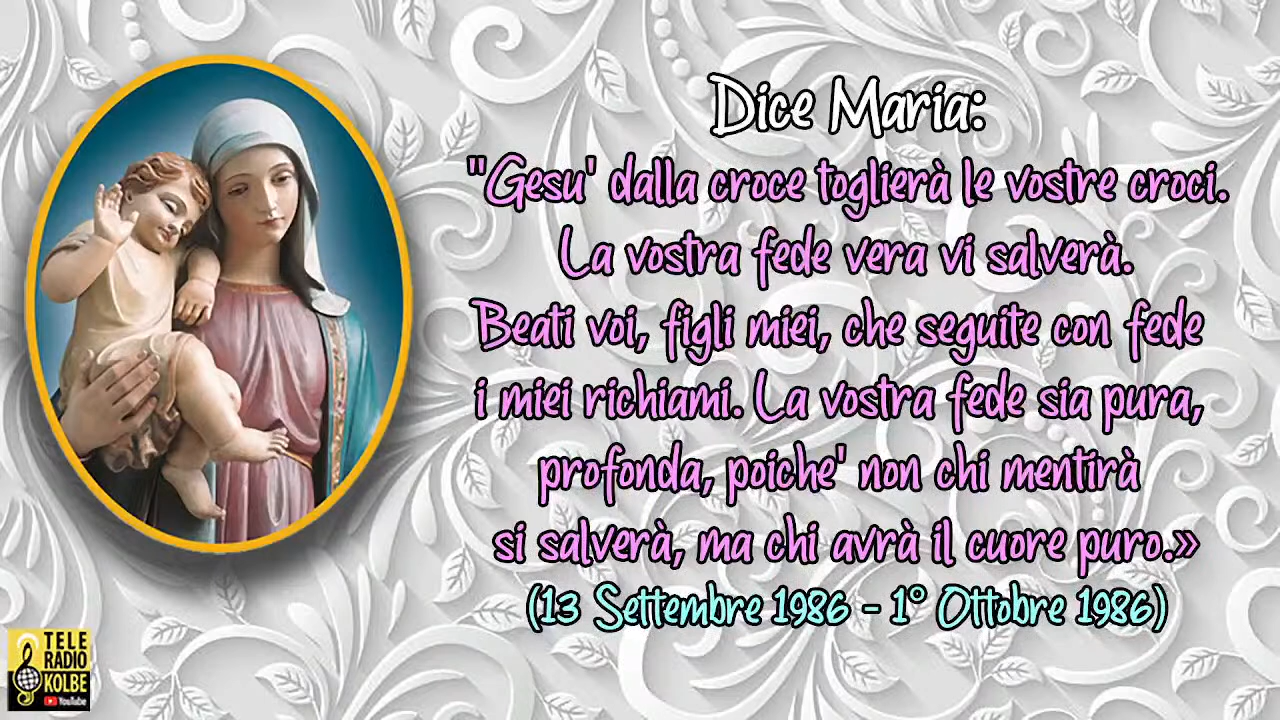 Dice Maria:
"Gesu' dalla croce toglierà le vostre croci.
La vostra fede vera vi salverà.
Beati voi, figli miei, che seguite con fede
i miei richiami. La vostra fede sia pura,
profonda, poiche' non chi mentirà
si salverà, ma chi avrà il cuore puro.»
(13 Settembre 1986 - 1° Ottobre 1986)
TELE
RADIO
KOLBE
YouTube